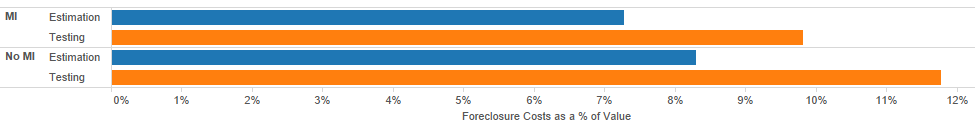 MI Estimation
Testing
No MI Estimation
Testing
0% 1% 2% 3% 4% 5% 6% 7% 8% 9% 10% 11% 12%
Foreclosure Costs as a % of Value